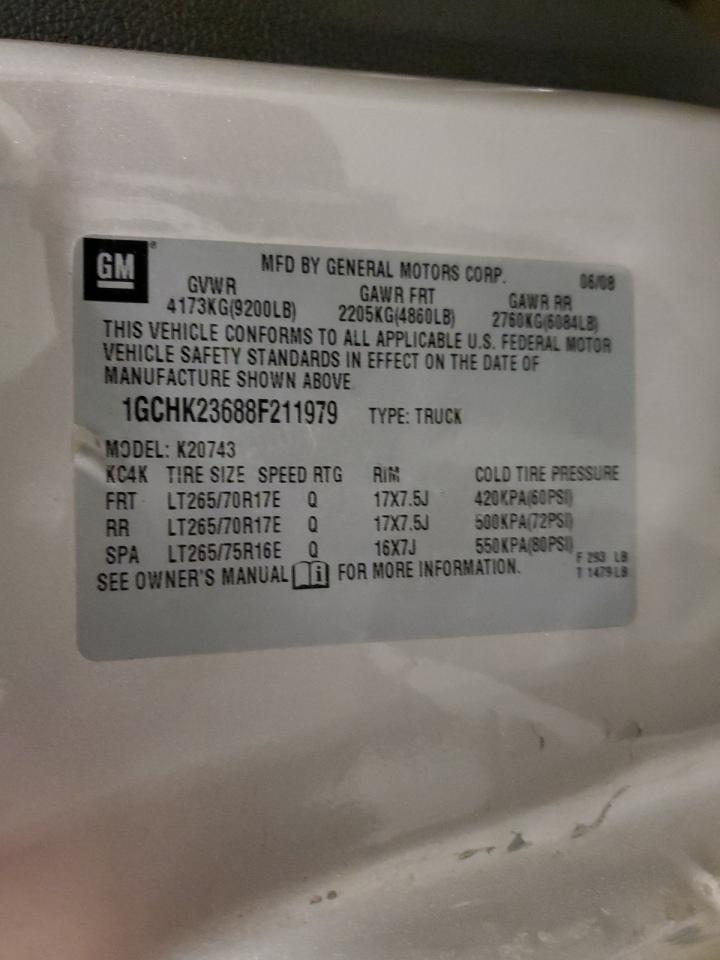 GM®
MFD BY GENERAL MOTORS CORP. 06/08
GVWR GAWR FRT GAWR RR
4173KG(9200LB) 2205KG(4860LB) 2760KG(6084LB)
THIS VEHICLE CONFORMS TO ALL APPLICABLE U.S. FEDERAL MOTOR
VEHICLE SAFETY STANDARDS IN EFFECT ON THE DATE OF
MANUFACTURE SHOWN ABOVE.
1GCHK23688F211979 TYPE: TRUCK
MODEL: K20743
KC4K TIRE SIZE SPEED RTG RIM COLD TIRE PRESSURE
FRT LT265/70R17E Q 17X7.5J 420KPA(60PSI)
RR LT265/70R17E Q 17X7.5J 500KPA(72PSI)
SPA LT265/75R16E Q 16X7J 550KPA(80PSI)
F 293 LB
SEE OWNER'S MANUAL i FOR MORE INFORMATION. T 1479LB